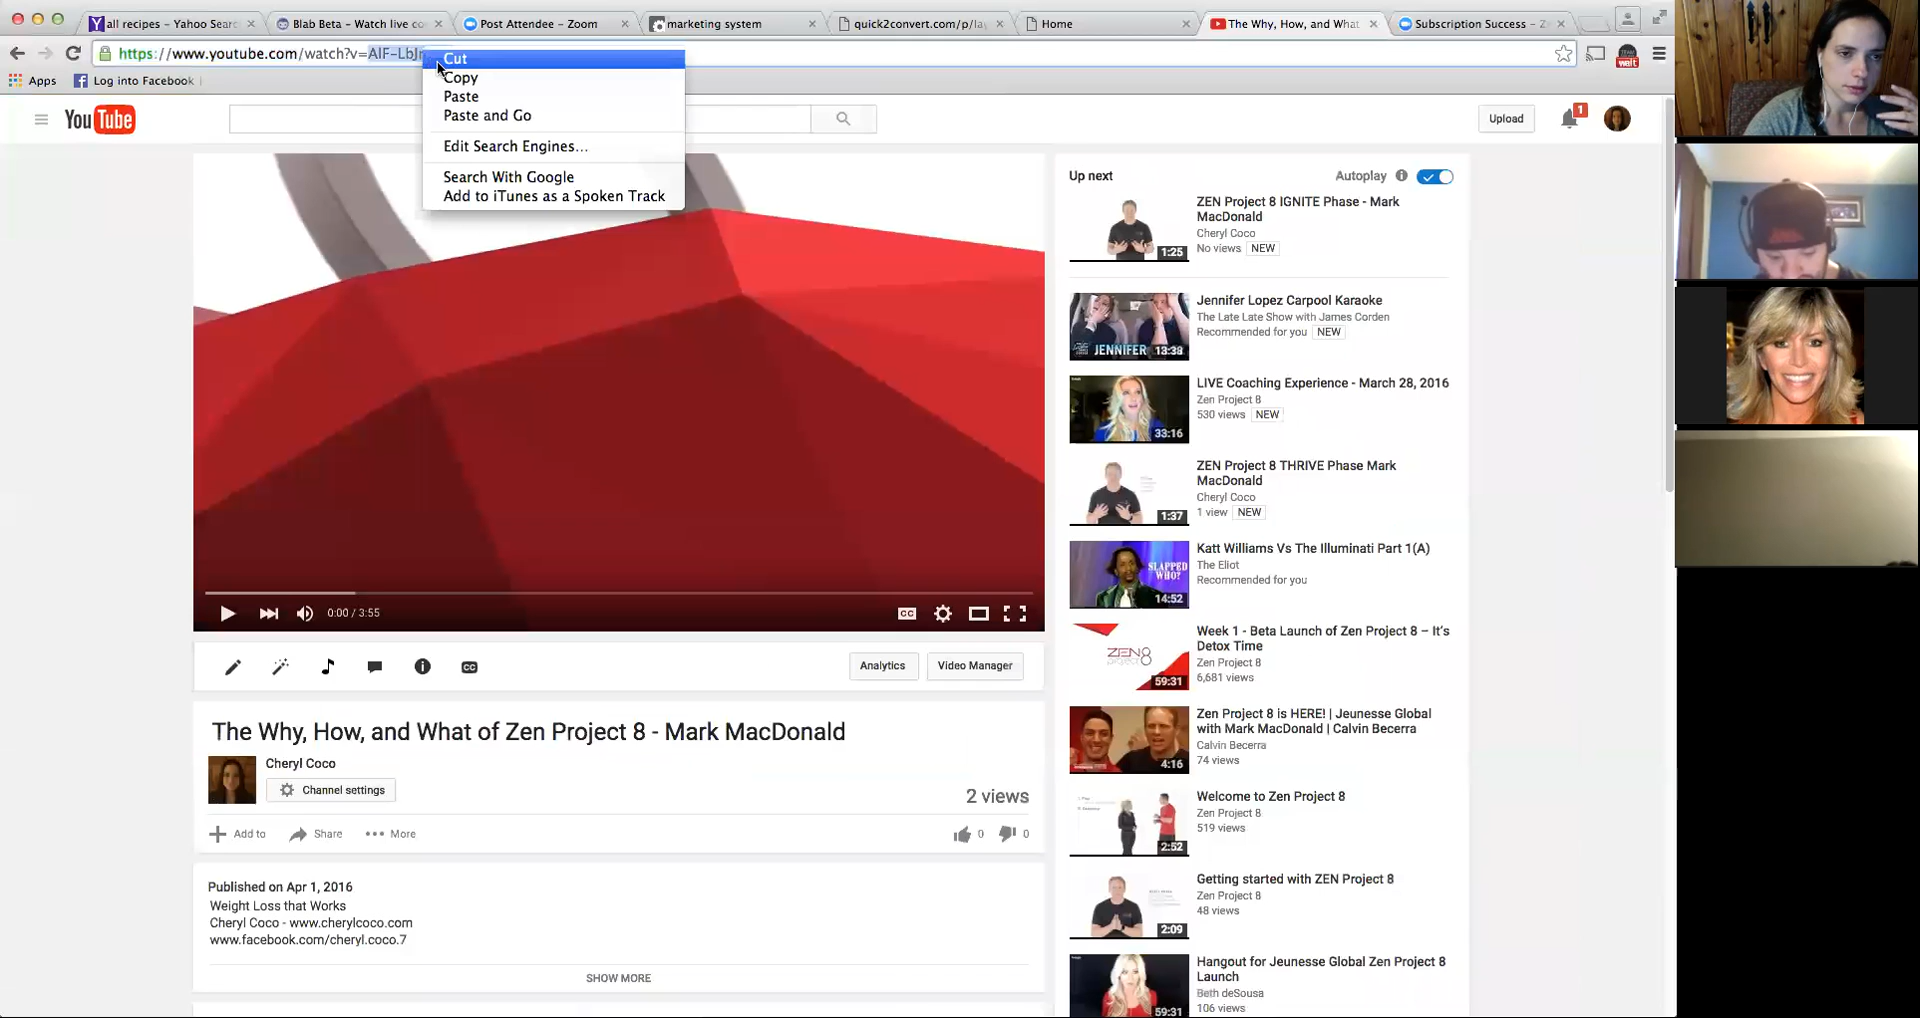 all recipes - Yahoo Sear
Blab Beta - Watch live co
Post Attendee - Zoom
marketing system
quick2convert.com/p/la
Home
The Why, How, and What
Subscription Success - Z
https://www.youtube.com/watch?v=AIF-LbJ
Cut
Copy
Paste
Paste and Go
Edit Search Engines...
Search With Google
Add to iTunes as a Spoken Track
Apps
Log into Facebook
YouTube
Upload
1
Up next
Autoplay
ZEN Project 8 IGNITE Phase - Mark
MacDonald
Cheryl Coco
No views NEW
1:25
Jennifer Lopez Carpool Karaoke
The Late Late Show with James Corden
Recommended for you NEW
JENNIFER 13:38
LIVE Coaching Experience - March 28, 2016
Zen Project 8
530 views NEW
33:16
ZEN Project 8 THRIVE Phase Mark
MacDonald
Cheryl Coco
1 view NEW
1:37
Katt Williams Vs The Illuminati Part 1(A)
The Eliot
Recommended for you
SLAPPED
WHO?
14:52
Week 1 - Beta Launch of Zen Project 8 – It's
Detox Time
Zen Project 8
6,681 views
ZEN8
project
59:31
Zen Project 8 is HERE! | Jeunesse Global
with Mark MacDonald | Calvin Becerra
Calvin Becerra
74 views
4:16
Welcome to Zen Project 8
Zen Project 8
519 views
2:52
Getting started with ZEN Project 8
Zen Project 8
48 views
2:09
Hangout for Jeunesse Global Zen Project 8
Launch
Beth deSousa
106 views
59:31
0:00 / 3:55
CC
CC
Analytics
Video Manager
The Why, How, and What of Zen Project 8 - Mark MacDonald
Cheryl Coco
Channel settings
2 views
Add to
Share
More
0
0
Published on Apr 1, 2016
Weight Loss that Works
Cheryl Coco - www.cherylcoco.com
www.facebook.com/cheryl.coco.7
SHOW MORE